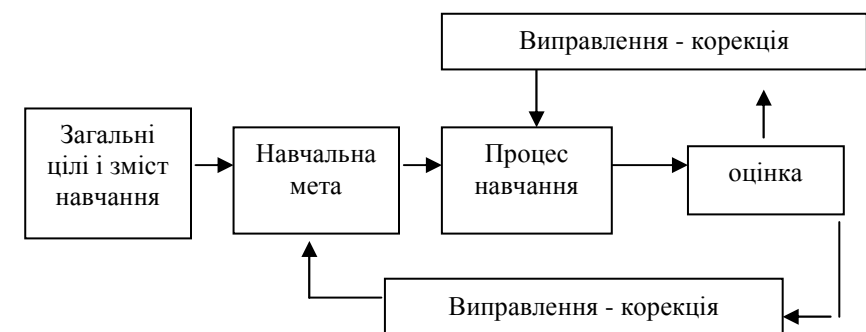 Виправлення - корекція
Загальні
цілі і зміст
навчання
Навчальна
мета
Процес
навчання
оцінка
Виправлення - корекція